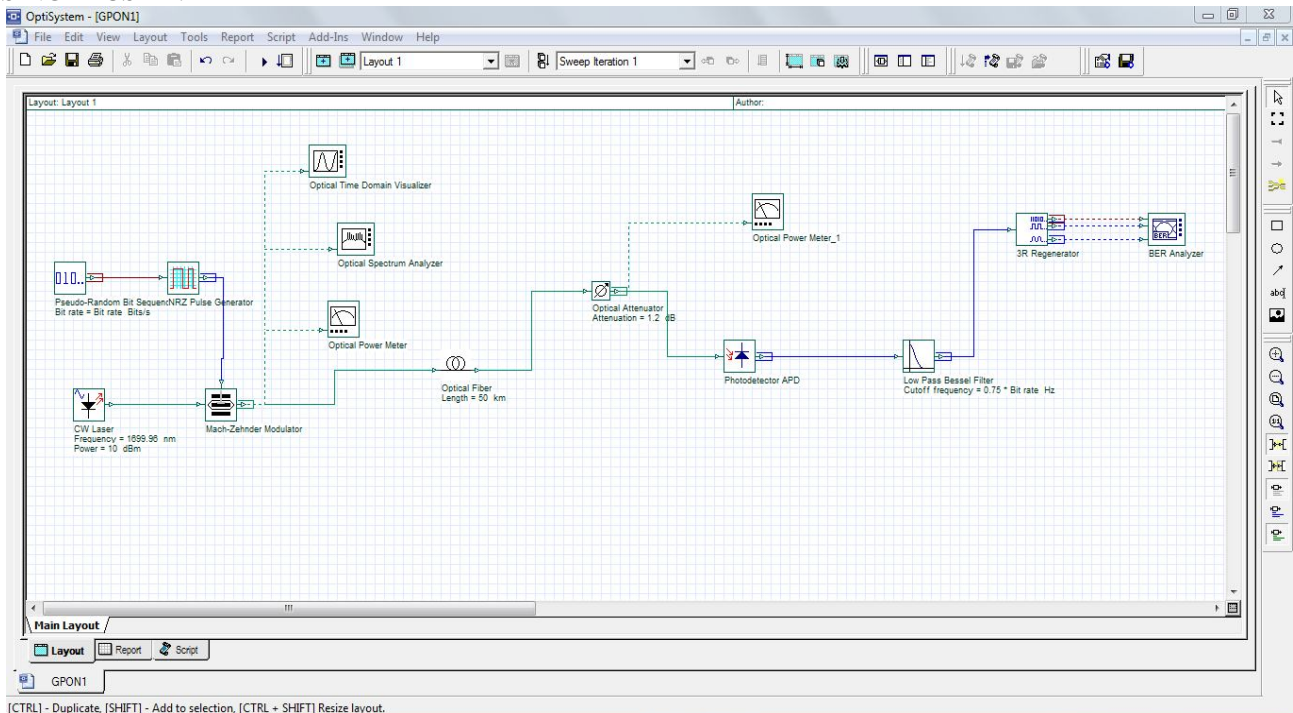 OptiSystem - [GPON1]
File Edit View Layout Tools Report Script Add-Ins Window Help
Layout 1
Sweep Iteration 1
Layout: Layout 1
Author:
Optical Time Domain Visualizer
Optical Power Meter_1
3R Regenerator
BER
BER Analyzer
Optical Spectrum Analyzer
Pseudo-Random Bit Sequen
NRZ Pulse Generator
Bit rate = Bit rate Bits/s
Optical Attenuator
Attenuation = 1.2 dB
Optical Power Meter
Photodetector APD
Low Pass Bessel Filter
Cutoff frequency = 0.75 * Bit rate Hz
Optical Fiber
Length = 50 km
CW Laser
Frequency = 1699.96 nm
Power = 10 dBm
Mach-Zehnder Modulator
Main Layout
Layout Report Script
GPON1
[CTRL] - Duplicate, [SHIFT] - Add to selection, [CTRL + SHIFT] Resize layout.